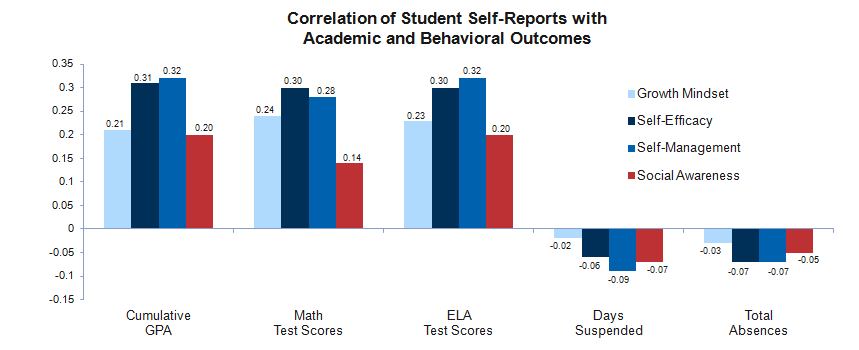 Correlation of Student Self-Reports with
Academic and Behavioral Outcomes
0.35
0.3
0.25
0.2
0.15
0.1
0.05
0
-0.05
-0.1
-0.15
0.21
0.31
0.32
0.20
0.24
0.30
0.28
0.14
0.23
0.30
0.32
0.20
-0.02
-0.06
-0.09
-0.07
-0.03
-0.07
-0.07
-0.05
Growth Mindset
Self-Efficacy
Self-Management
Social Awareness
Cumulative
GPA
Math
Test Scores
ELA
Test Scores
Days
Suspended
Total
Absences